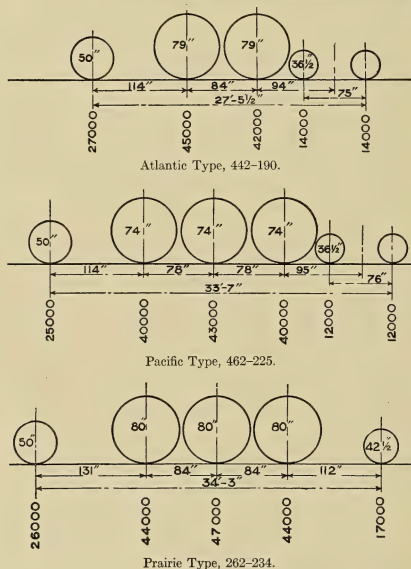 50" 79" 79" 36½"
114" 84" 94" 75"
27'-5½"
27000 45000 42000 14000 14000
Atlantic Type, 442-190.
50" 74" 74" 74" 36½"
114" 78" 78" 95" 76"
33'-7"
25000 40000 43000 40000 12000 12000
Pacific Type, 462-225.
50" 80" 80" 80" 42½"
131" 84" 84" 112"
34'-3"
26000 44000 47000 44000 17000
Prairie Type, 262-234.